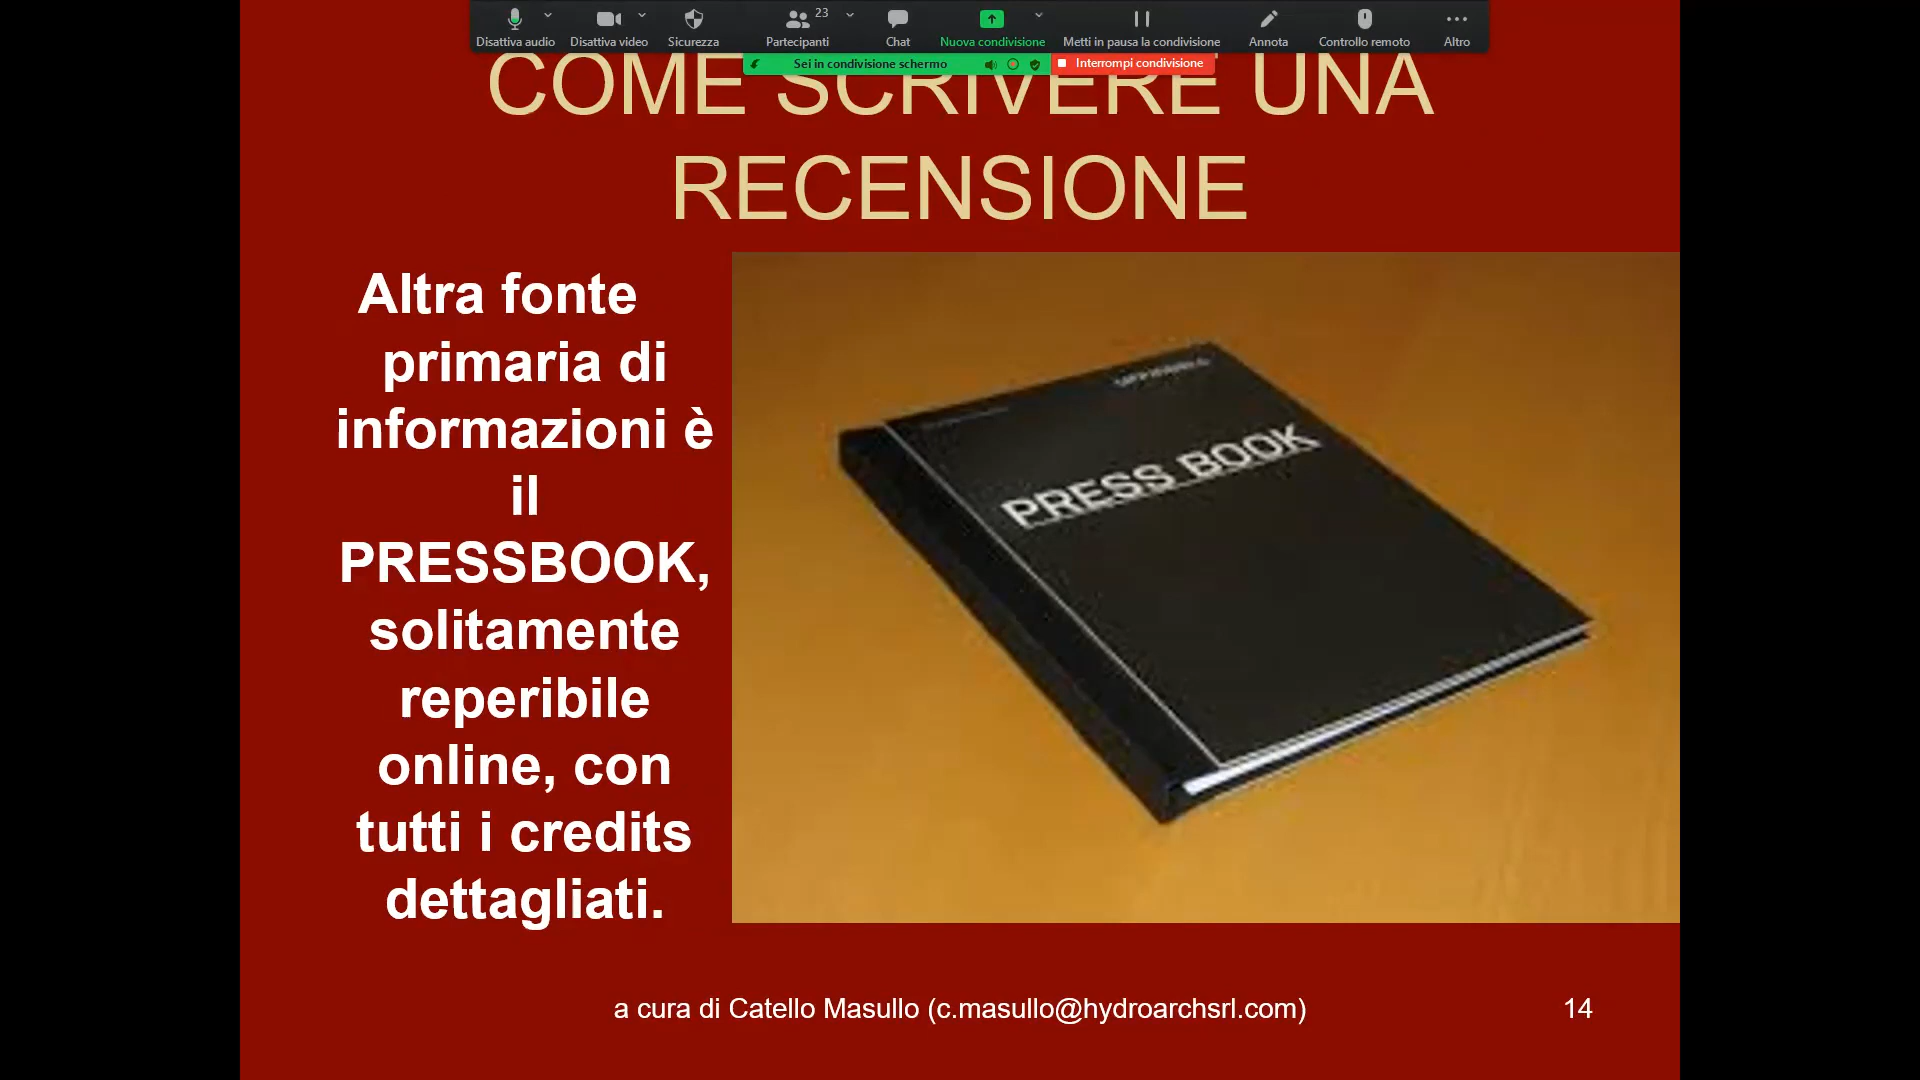 23
Disattiva audio
Disattiva video
Sicurezza
Partecipanti
Chat
Nuova condivisione
Metti in pausa la condivisione
Annota
Controllo remoto
Altro
Sei in condivisione schermo
Interrompi condivisione
COME SCRIVERE UNA
RECENSIONE
Altra fonte
primaria di
informazioni è
il
PRESSBOOK,
solitamente
reperibile
online, con
tutti i credits
dettagliati.
PRESS BOOK
a cura di Catello Masullo (c.masullo@hydroarchsrl.com)
14